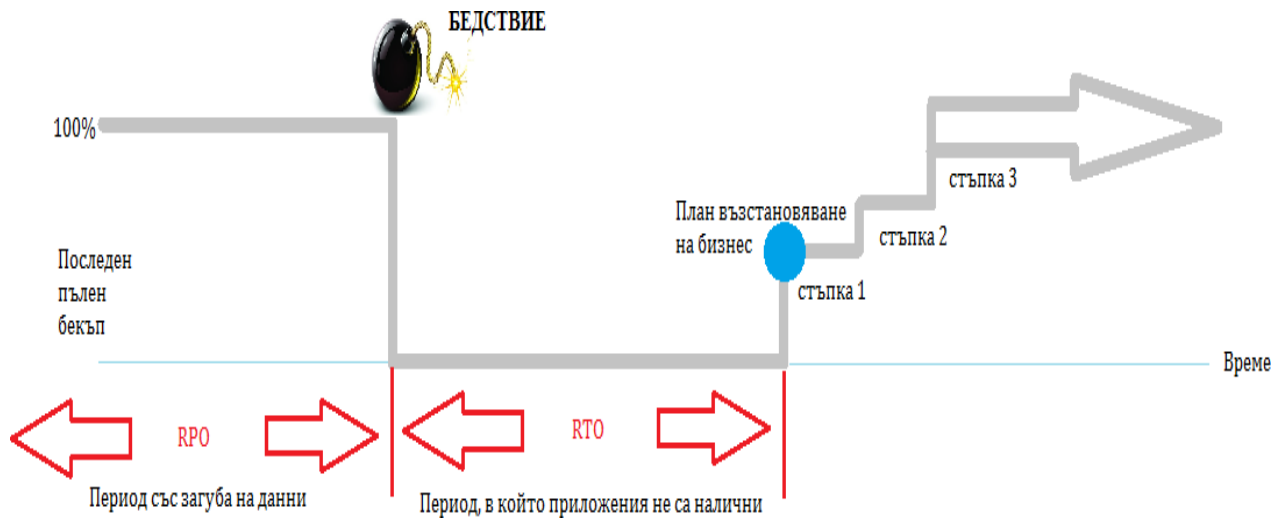 БЕДСТВИЕ
100%
План възстановяване
на бизнес
стъпка 3
стъпка 2
стъпка 1
Последен
пълен
бекъп
Време
RPO
RTO
Период със загуба на данни
Период, в който приложения не са налични